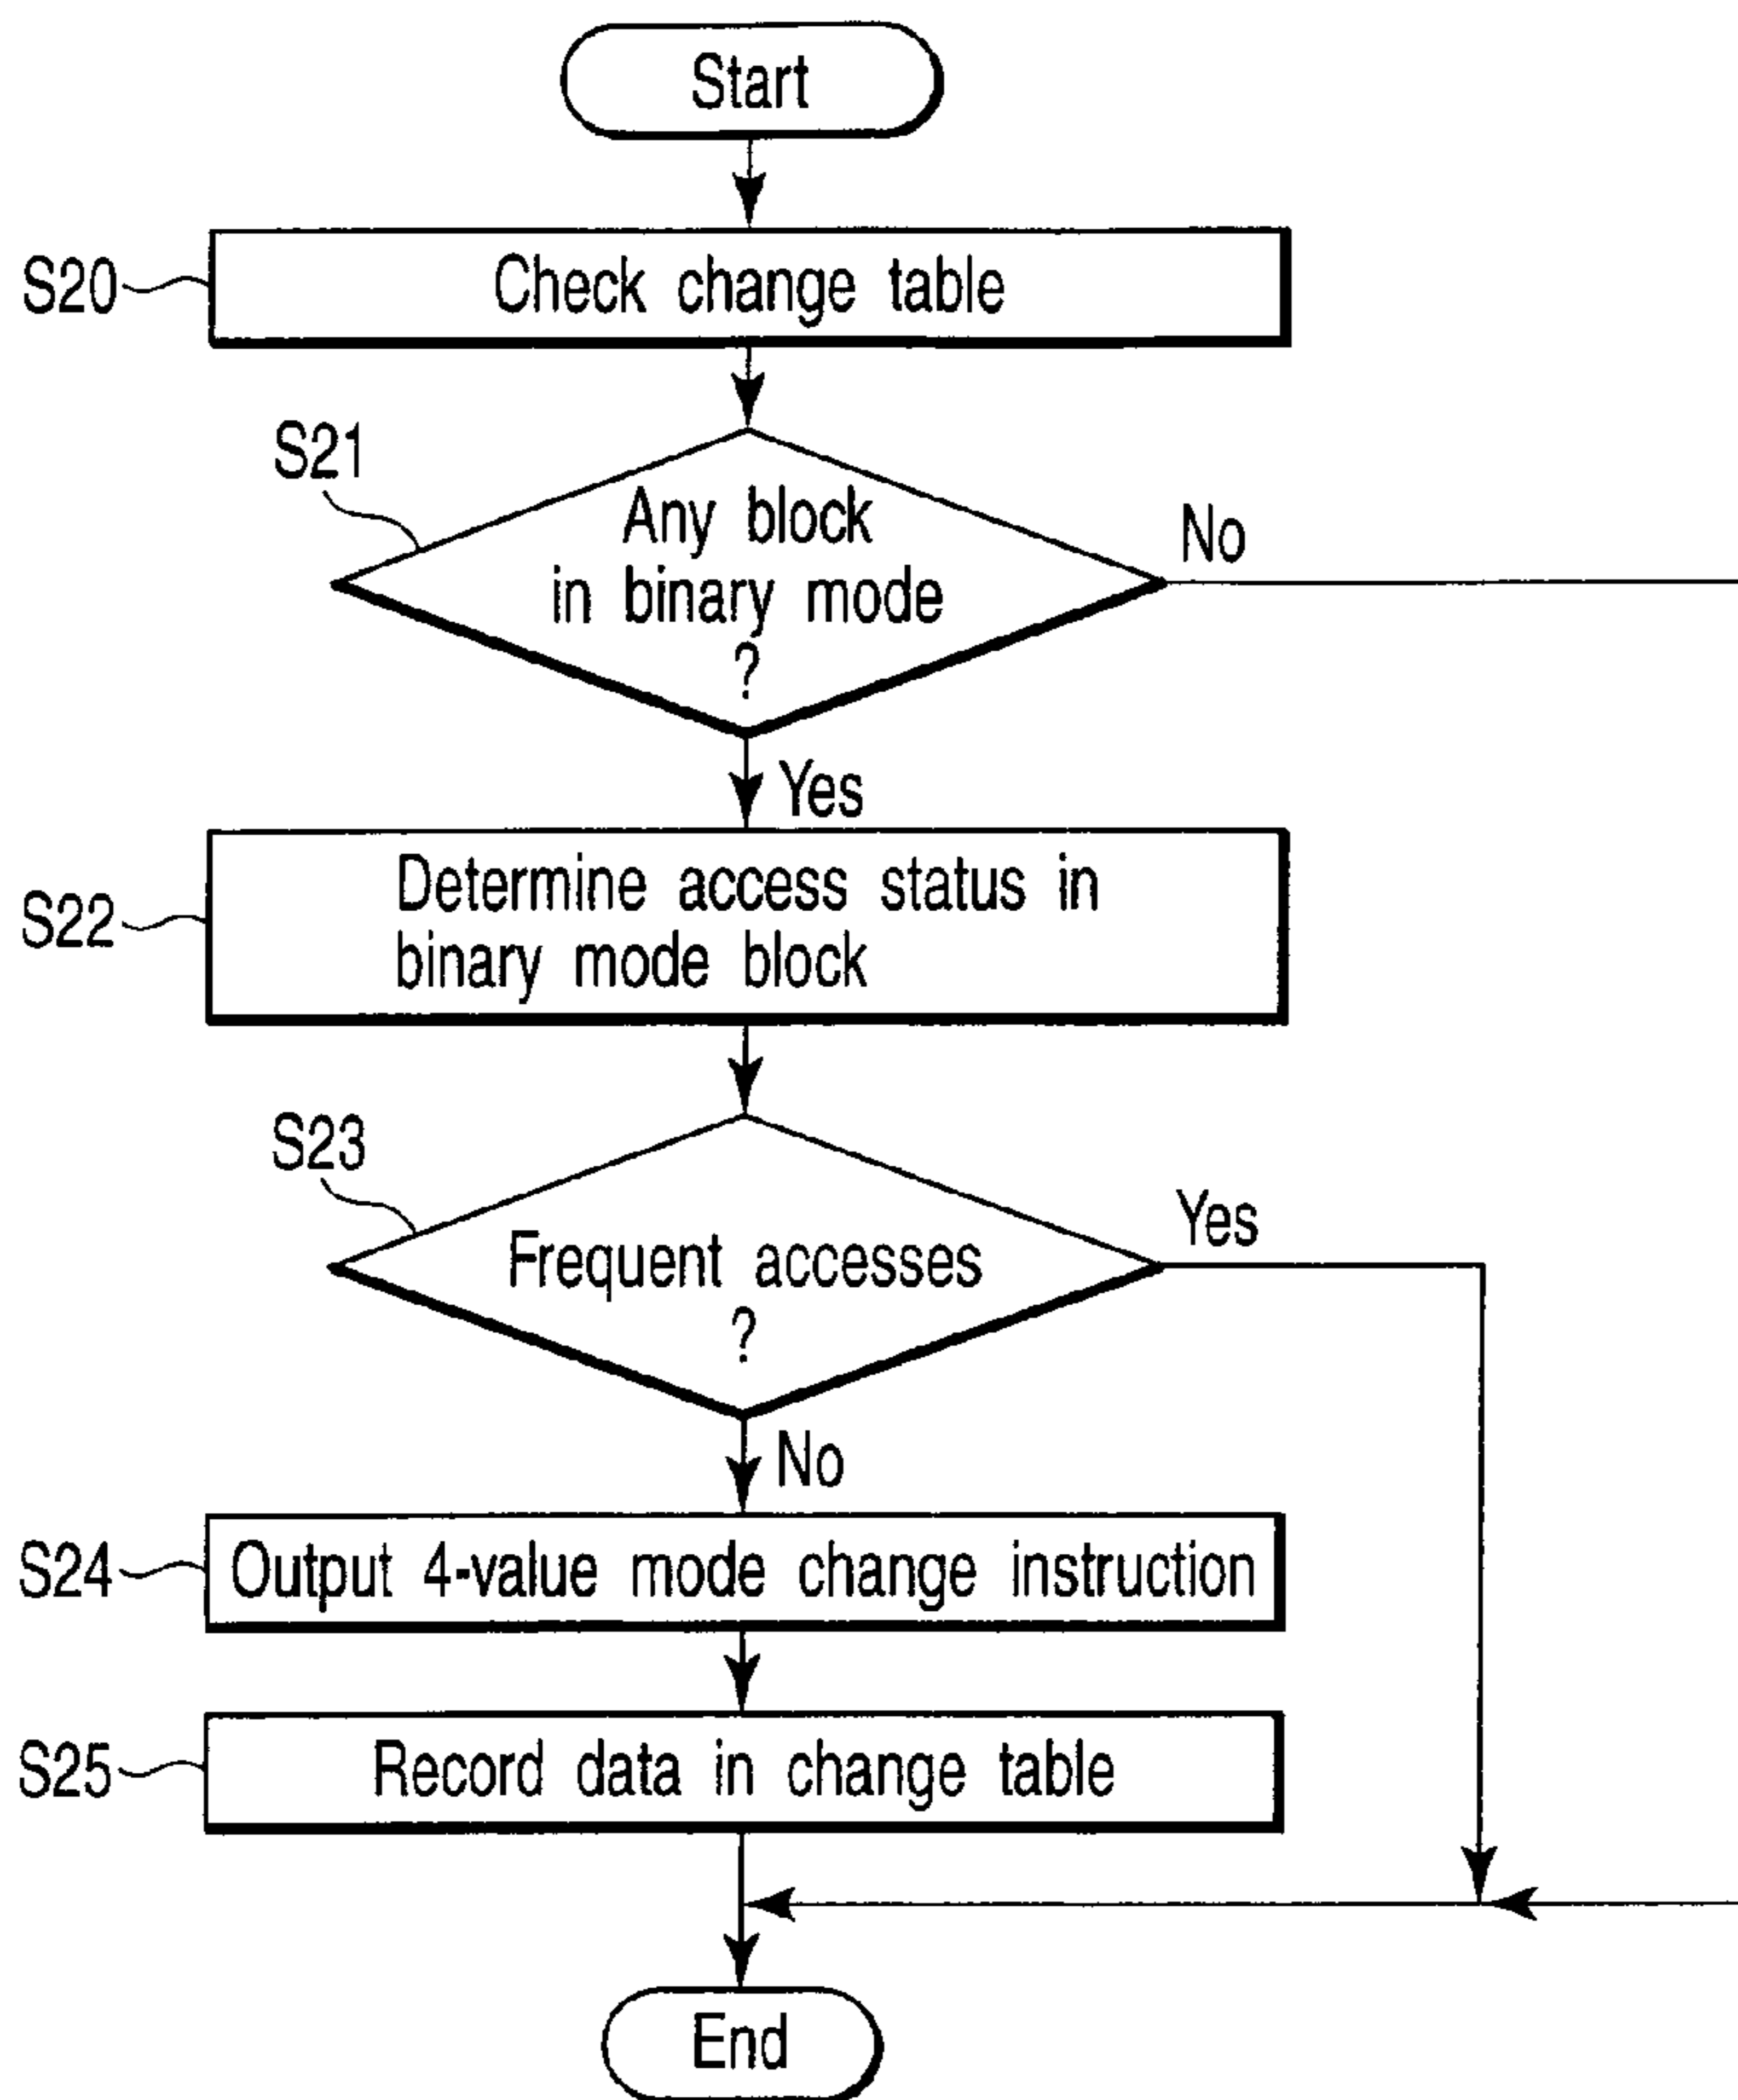 Start
S20
Check change table
S21
Any block
in binary mode
?
No
Yes
S22
Determine access status in
binary mode block
S23
Frequent accesses
?
Yes
No
S24
Output 4-value mode change instruction
S25
Record data in change table
End